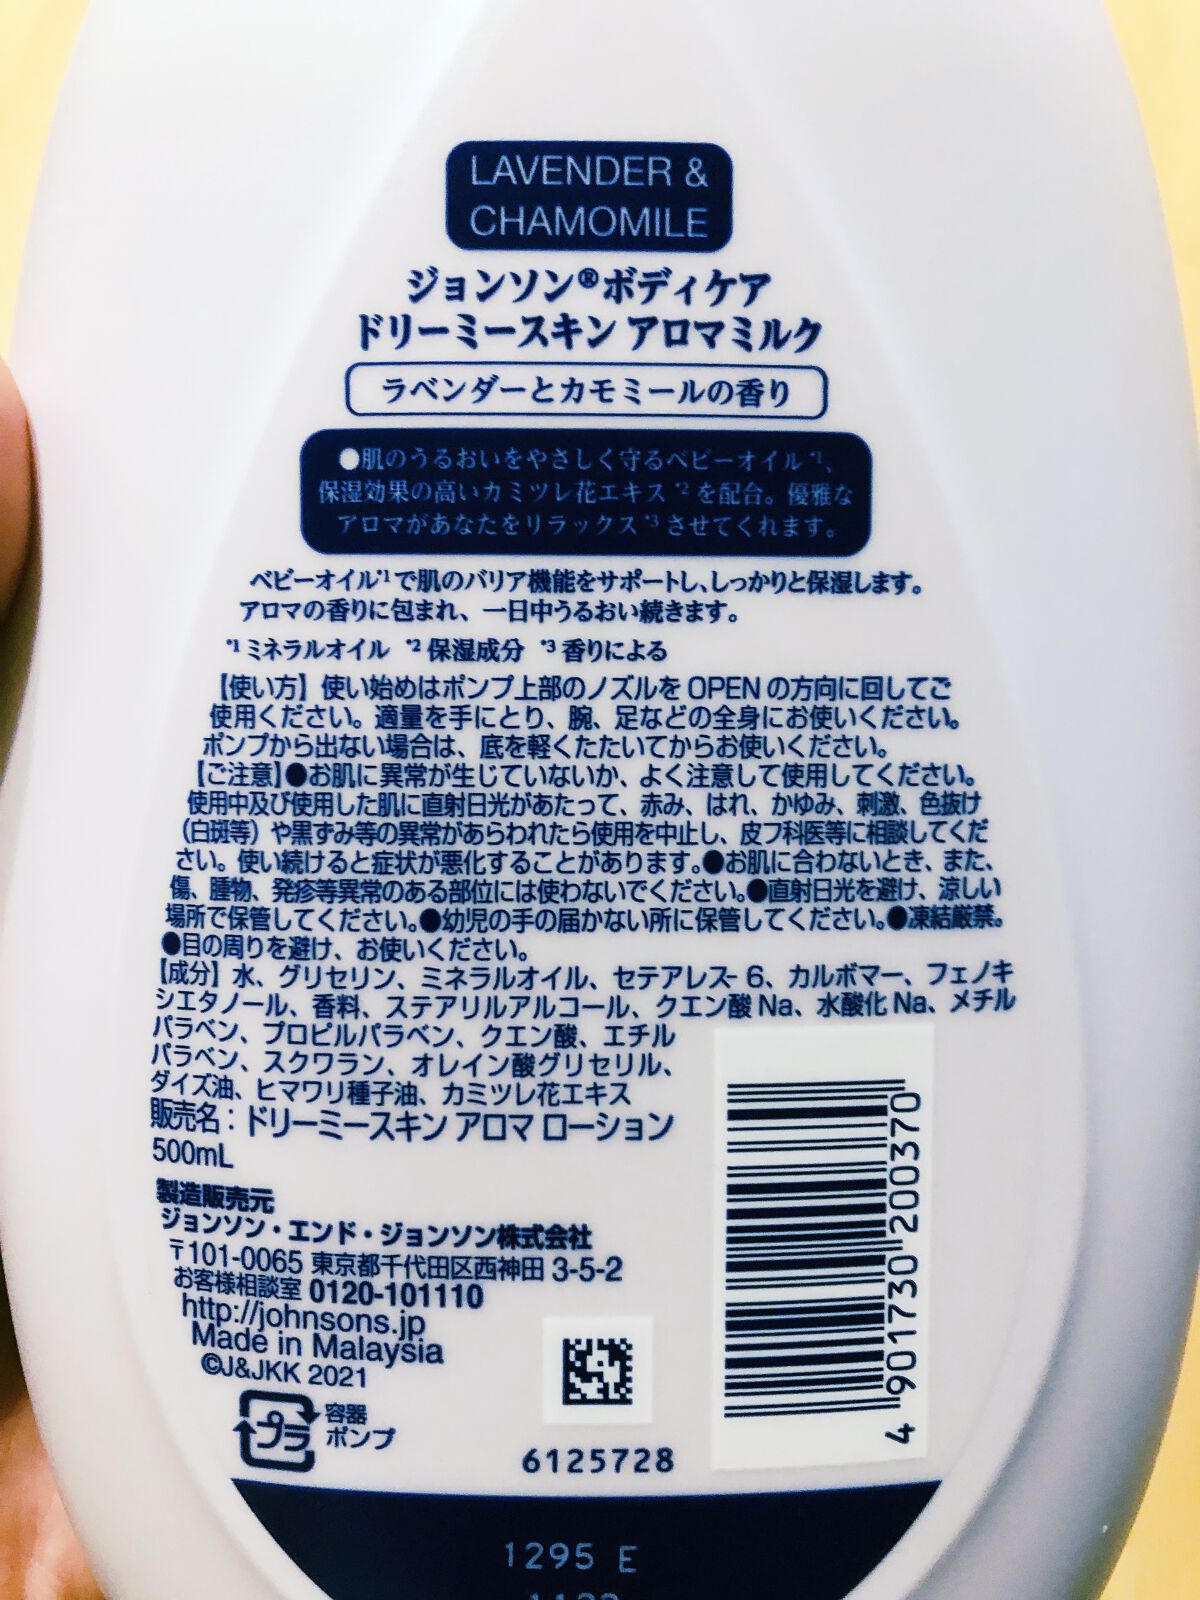 LAVENDER &
CHAMOMILE
ジョンソン®ボディケア
ドリーミースキン アロマミルク
ラベンダーとカモミールの香り
●肌のうるおいをやさしく守るベビーオイル*1、
保湿効果の高いカミツレ花エキス*2を配合。優雅な
アロマがあなたをリラックス*3させてくれます。
ベビーオイル*1で肌のバリア機能をサポートし、しっかりと保湿します。
アロマの香りに包まれ、一日中うるおい続きます。
*1ミネラルオイル *2保湿成分 *3香りによる
【使い方】使い始めはポンプ上部のノズルをOPENの方向に回してご
使用ください。適量を手にとり、腕、足などの全身にお使いください。
ポンプから出ない場合は、底を軽くたたいてからお使いください。
【ご注意】●お肌に異常が生じていないか、よく注意して使用してください。
使用中及び使用した肌に直射日光があたって、赤み、はれ、かゆみ、刺激、色抜け
（白斑等）や黒ずみ等の異常があらわれたら使用を中止し、皮フ科医等に相談してくだ
さい。使い続けると症状が悪化することがあります。●お肌に合わないとき、また、
傷、腫物、発疹等異常のある部位には使わないでください。●直射日光を避け、涼しい
場所で保管してください。●幼児の手の届かない所に保管してください。●凍結厳禁。
●目の周りを避け、お使いください。
【成分】水、グリセリン、ミネラルオイル、セテアレス-6、カルボマー、フェノキ
シエタノール、香料、ステアリルアルコール、クエン酸Na、水酸化Na、メチル
パラベン、プロピルパラベン、クエン酸、エチル
パラベン、スクワラン、オレイン酸グリセリル、
ダイズ油、ヒマワリ種子油、カミツレ花エキス
販売名：ドリーミースキン アロマ ローション
500mL
製造販売元
ジョンソン・エンド・ジョンソン株式会社
〒101-0065 東京都千代田区西神田 3-5-2
お客様相談室 0120-101110
http://johnsons.jp
Made in Malaysia
©J&JKK 2021
プラ
容器
ポンプ
6125728
4 901730 200370
1295 E